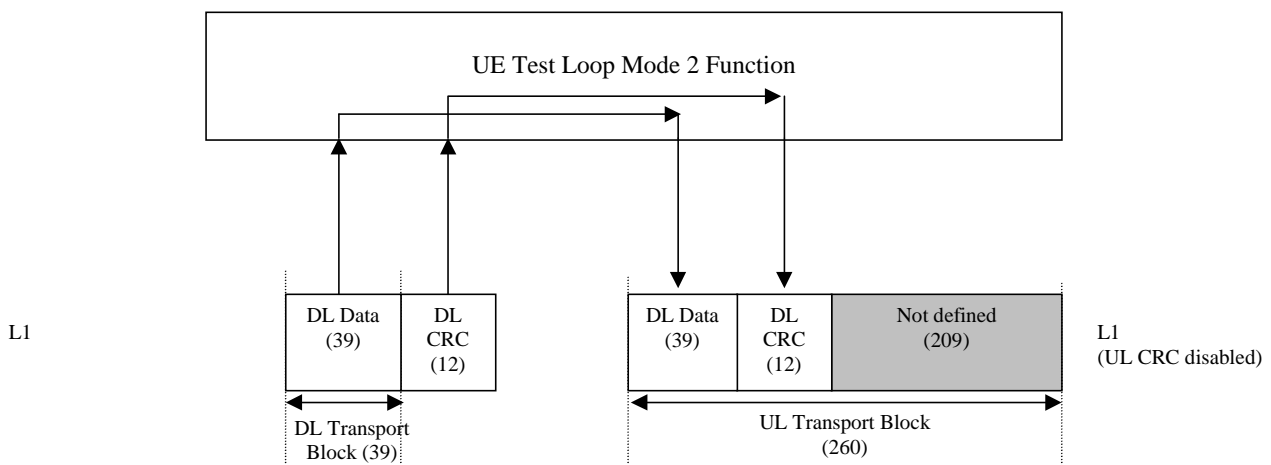 UE Test Loop Mode 2 Function
L1
DL Data
(39)
DL
CRC
(12)
DL Data
(39)
DL
CRC
(12)
Not defined
(209)
L1
(UL CRC disabled)
DL Transport
Block (39)
UL Transport Block
(260)